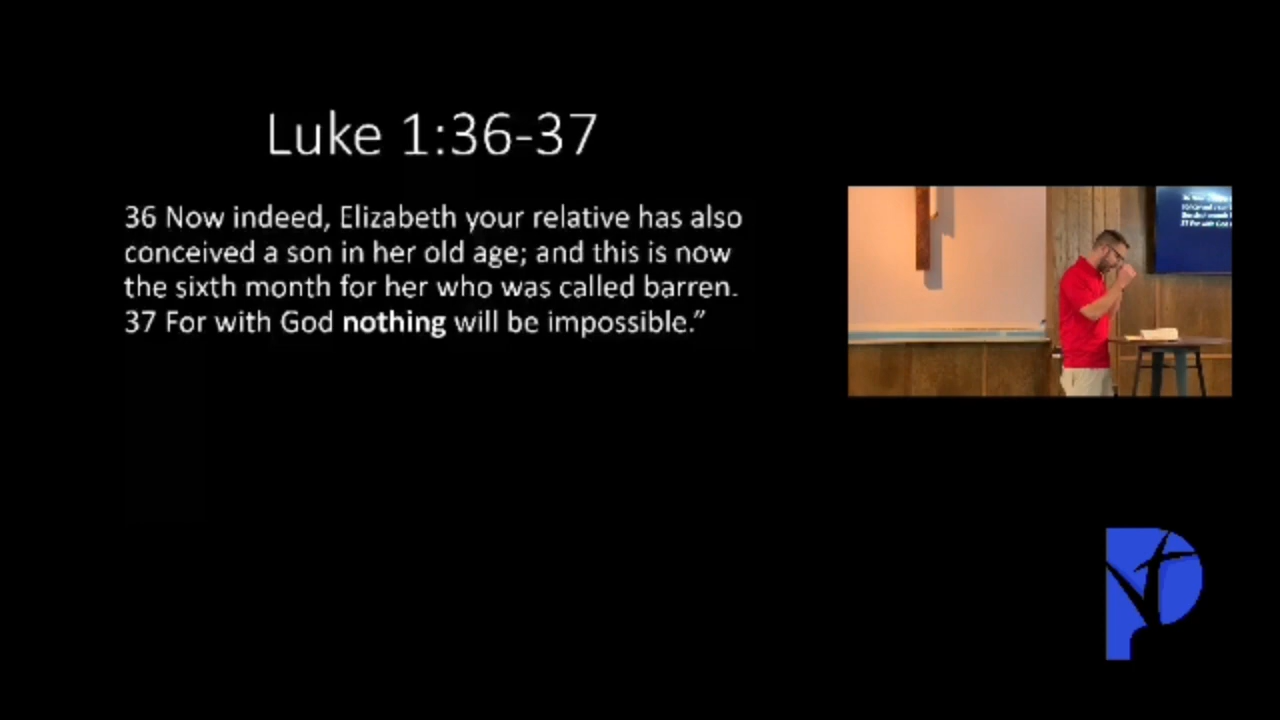 Luke 1:36-37
36 Now indeed, Elizabeth your relative has also
conceived a son in her old age; and this is now
the sixth month for her who was called barren.
37 For with God nothing will be impossible.”